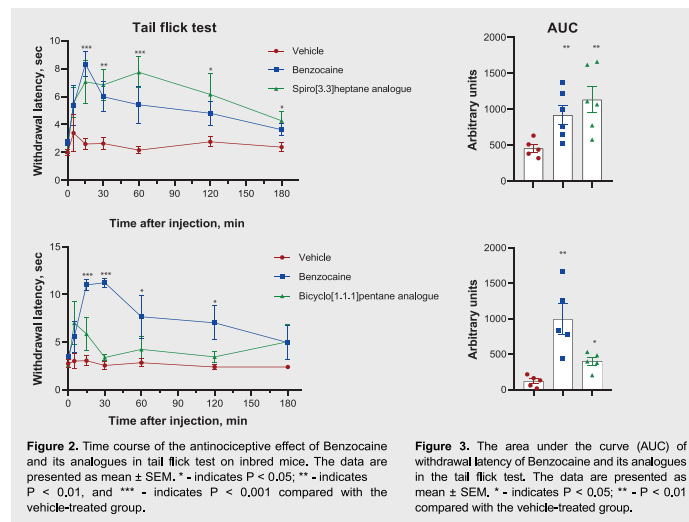 Tail flick test
Withdrawal latency, sec
10
8
6
4
2
0
***
**
***
*
*
Vehicle
Benzocaine
Spiro[3.3]heptane analogue
0 30 60 90 120 150 180
Time after injection, min
AUC
Arbitrary units
2000
1500
1000
500
0
** **
Withdrawal latency, sec
15
10
5
0
*** ***
*
*
Vehicle
Benzocaine
Bicyclo[1.1.1]pentane analogue
0 30 60 90 120 150 180
Time after injection, min
Arbitrary units
2000
1500
1000
500
0
**
*
Figure 2. Time course of the antinociceptive effect of Benzocaine
and its analogues in tail flick test on inbred mice. The data are
presented as mean ± SEM. * - indicates P < 0.05; ** - indicates
P < 0.01, and *** - indicates P < 0.001 compared with the
vehicle-treated group.
Figure 3. The area under the curve (AUC) of
withdrawal latency of Benzocaine and its analogues
in the tail flick test. The data are presented as
mean ± SEM. * - indicates P < 0.05; ** - P < 0.01
compared with the vehicle-treated group.